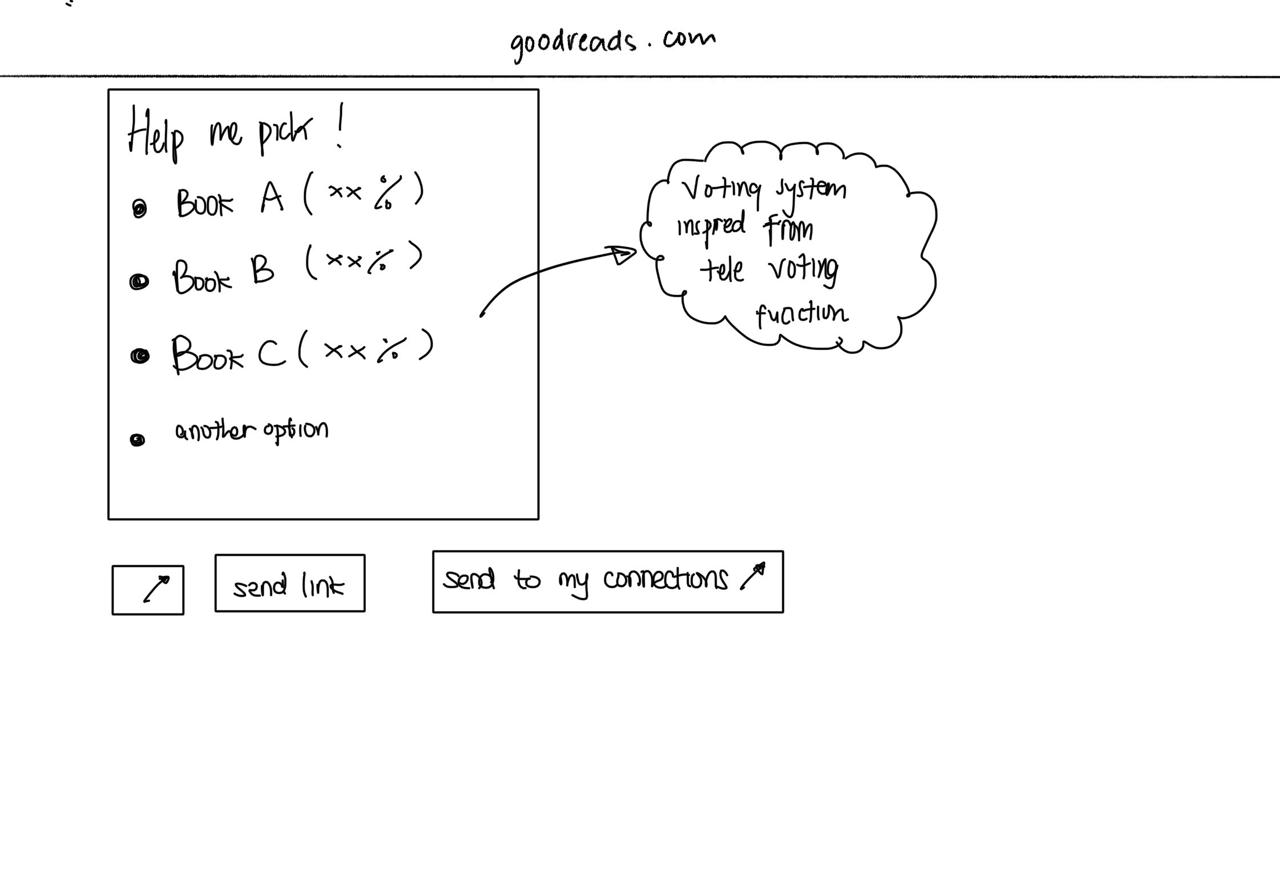 goodreads.com
Help me pick!
Book A (xx%)
Book B (xx%)
Book C (xx%)
another option
Voting system
inspred from
tele voting
function
send link
send to my connections